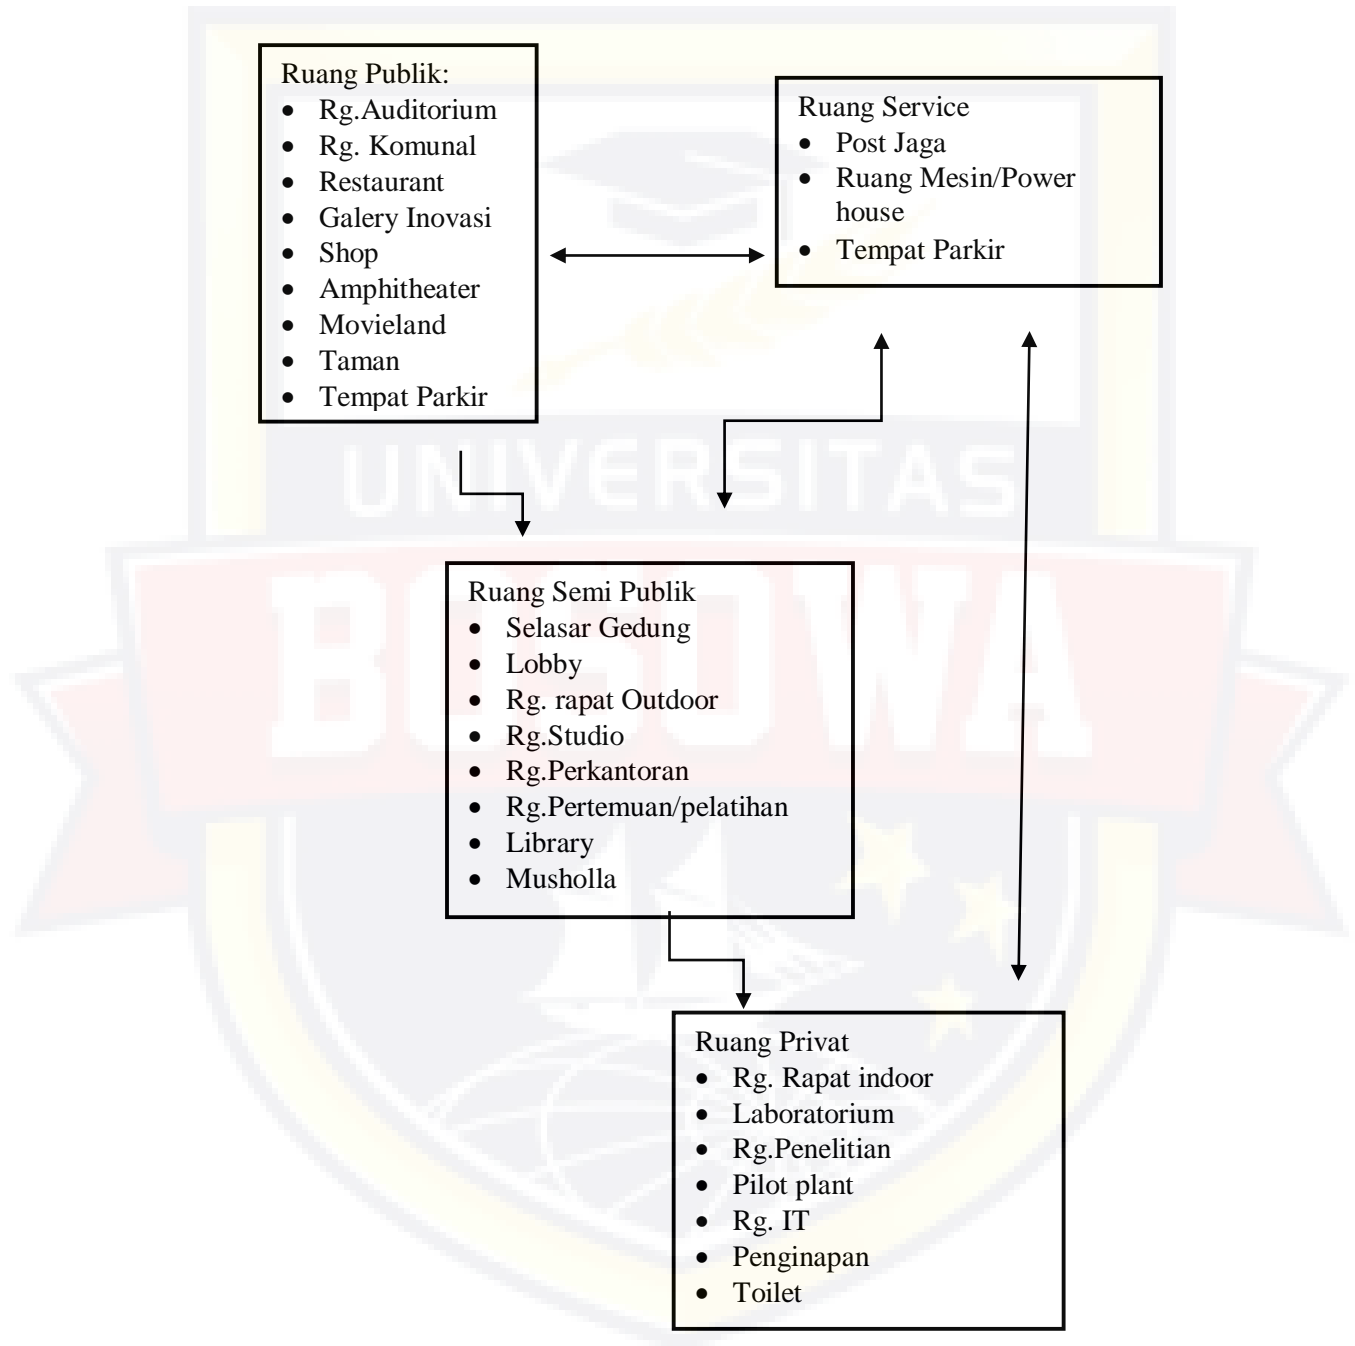 Ruang Publik:
• Rg.Auditorium
• Rg. Komunal
• Restaurant
• Galery Inovasi
• Shop
• Amphitheater
• Movieland
• Taman
• Tempat Parkir
Ruang Service
• Post Jaga
• Ruang Mesin/Power
house
• Tempat Parkir
UNIVERSITAS
BOSOWA
Ruang Semi Publik
• Selasar Gedung
• Lobby
• Rg. rapat Outdoor
• Rg.Studio
• Rg.Perkantoran
• Rg.Pertemuan/pelatihan
• Library
• Musholla
Ruang Privat
• Rg. Rapat indoor
• Laboratorium
• Rg.Penelitian
• Pilot plant
• Rg. IT
• Penginapan
• Toilet